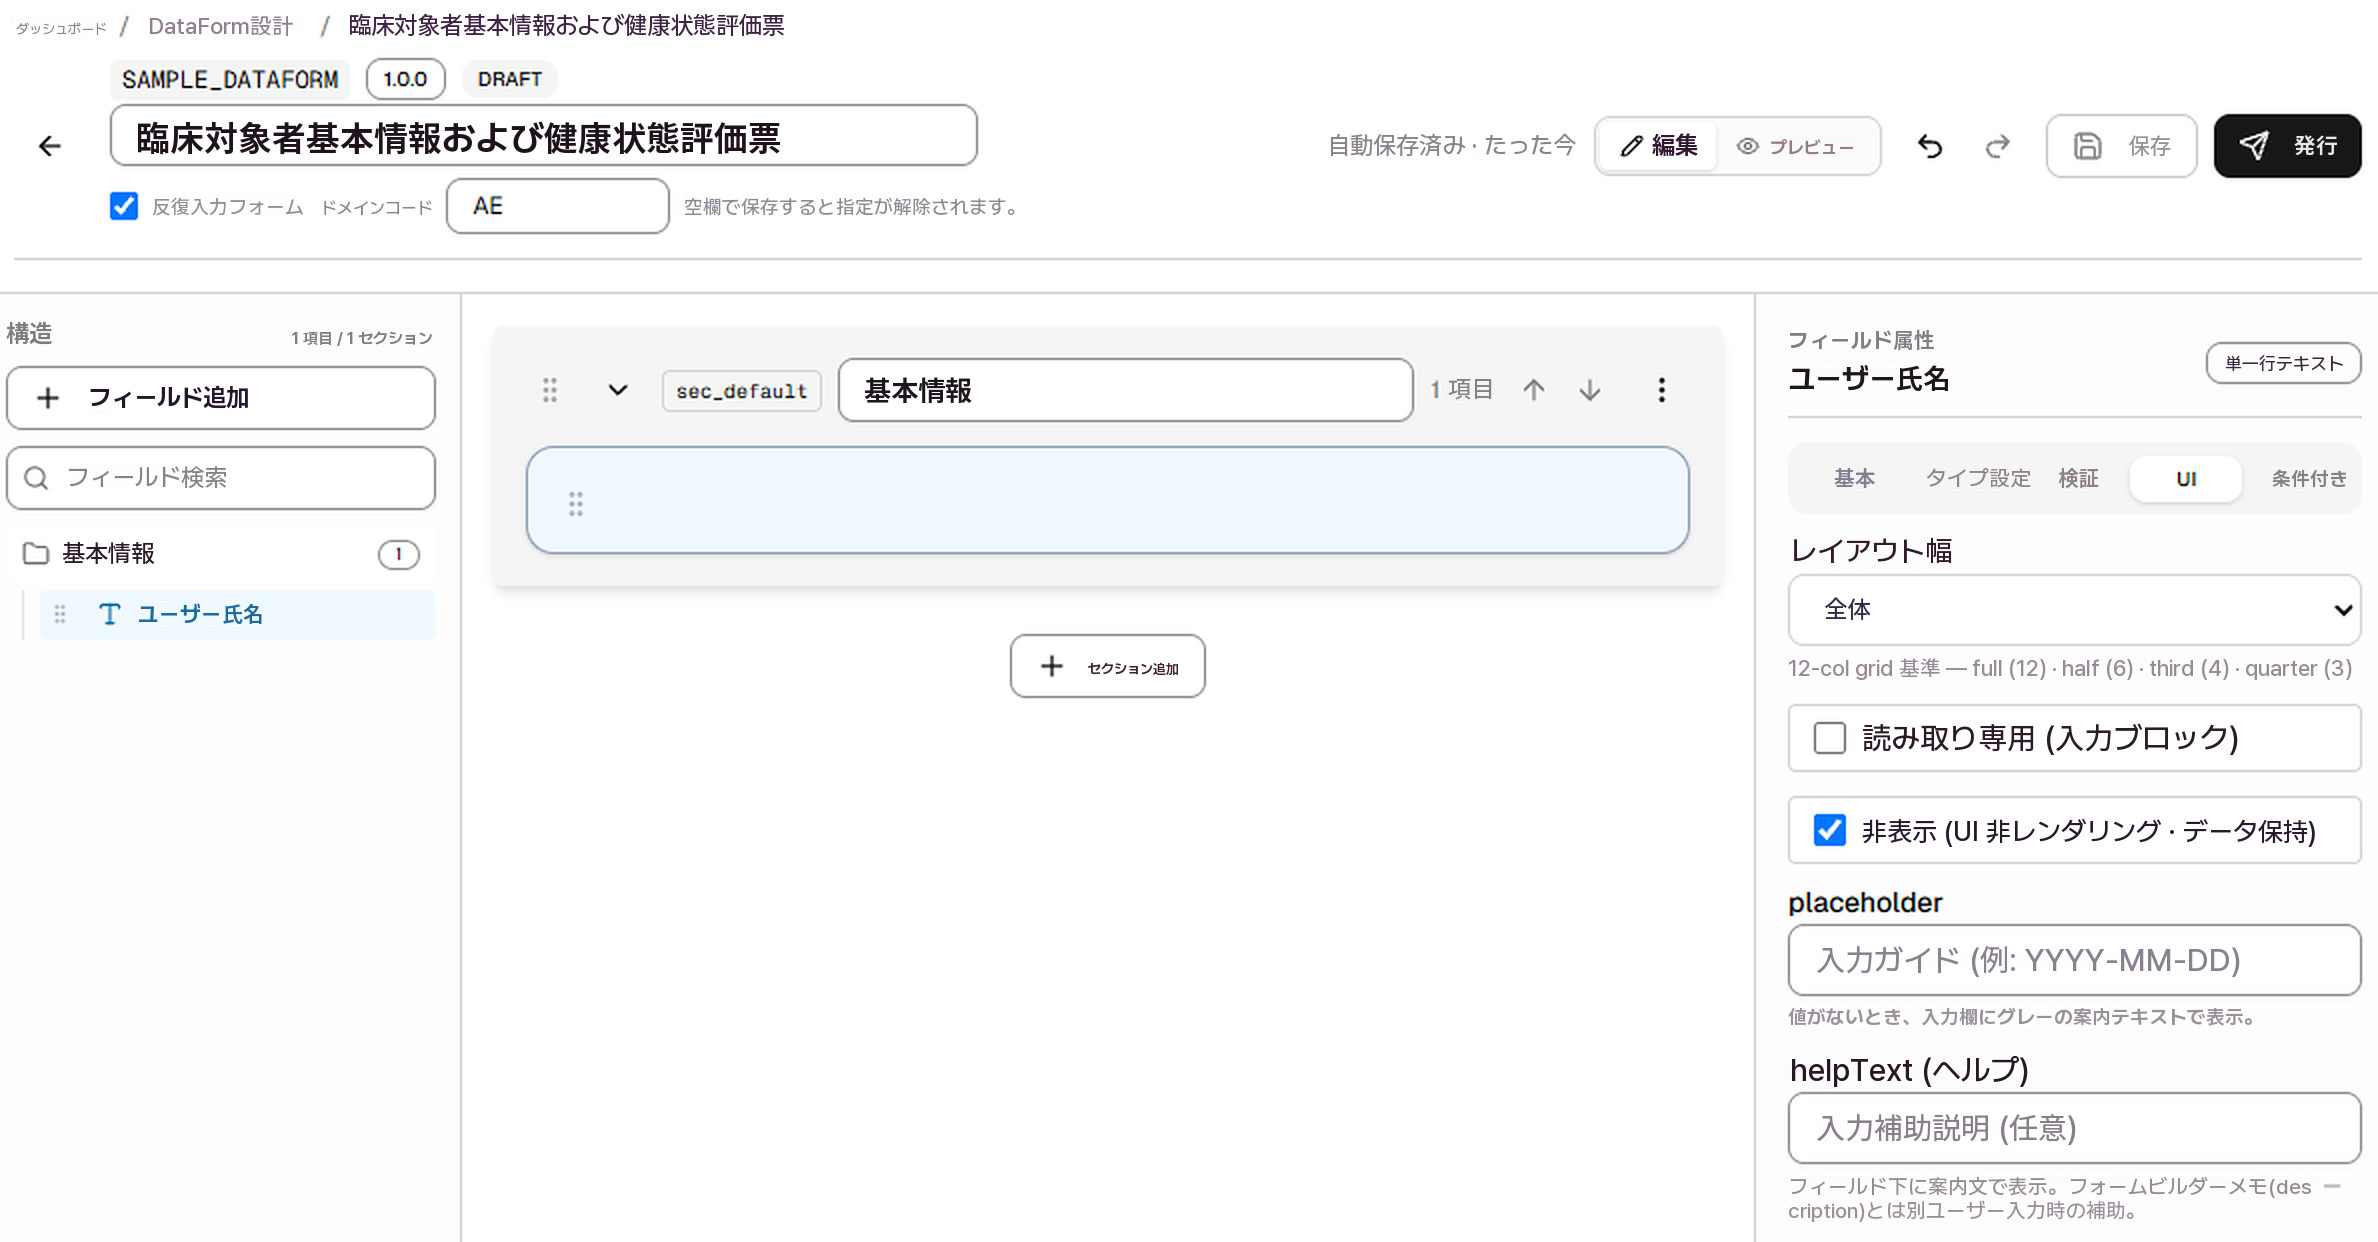 ダッシュボード / DataForm設計 / 臨床対象者基本情報および健康状態評価票
SAMPLE_DATAFORM 1.0.0 DRAFT
臨床対象者基本情報および健康状態評価票
自動保存済み · たった今 編集 プレビュー 保存 発行
反復入力フォーム ドメインコード AE 空欄で保存すると指定が解除されます。
構造 1 項目 / 1 セクション
フィールド追加
フィールド検索
基本情報 1
ユーザー氏名
sec_default 基本情報 1 項目
セクション追加
フィールド属性
ユーザー氏名 単一行テキスト
基本 タイプ設定 検証 UI 条件付き
レイアウト幅
全体
12-col grid 基準 — full (12) · half (6) · third (4) · quarter (3)
読み取り専用 (入力ブロック)
非表示 (UI 非レンダリング · データ保持)
placeholder
入力ガイド (例: YYYY-MM-DD)
値がないとき、入力欄にグレーの案内テキストで表示。
helpText (ヘルプ)
入力補助説明 (任意)
フィールド下に案内文で表示。フォームビルダーメモ(des
cription)とは別ユーザー入力時の補助。